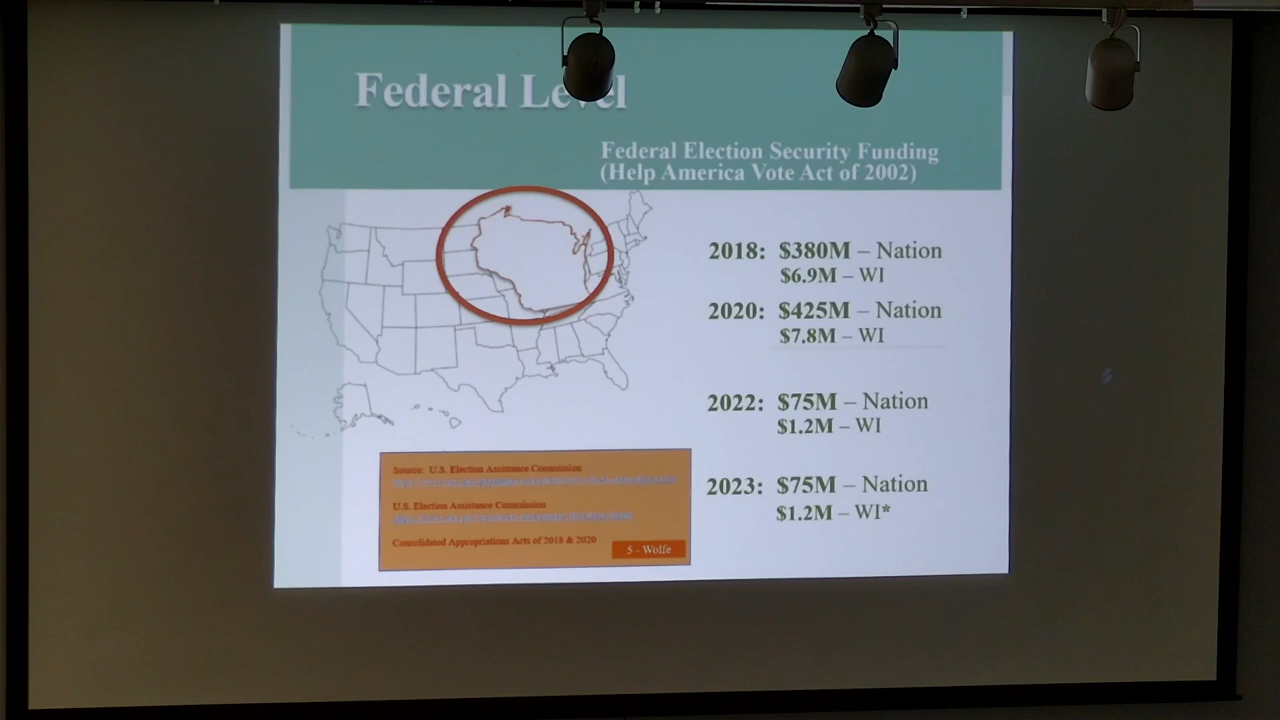 Federal Level
Federal Election Security Funding
(Help America Vote Act of 2002)
2018: $380M – Nation
$6.9M – WI
2020: $425M – Nation
$7.8M – WI
2022: $75M – Nation
$1.2M – WI
2023: $75M – Nation
$1.2M – WI*
Source: U.S. Election Assistance Commission
U.S. Election Assistance Commission
Consolidated Appropriations Acts of 2018 & 2020
5 - Wolfe